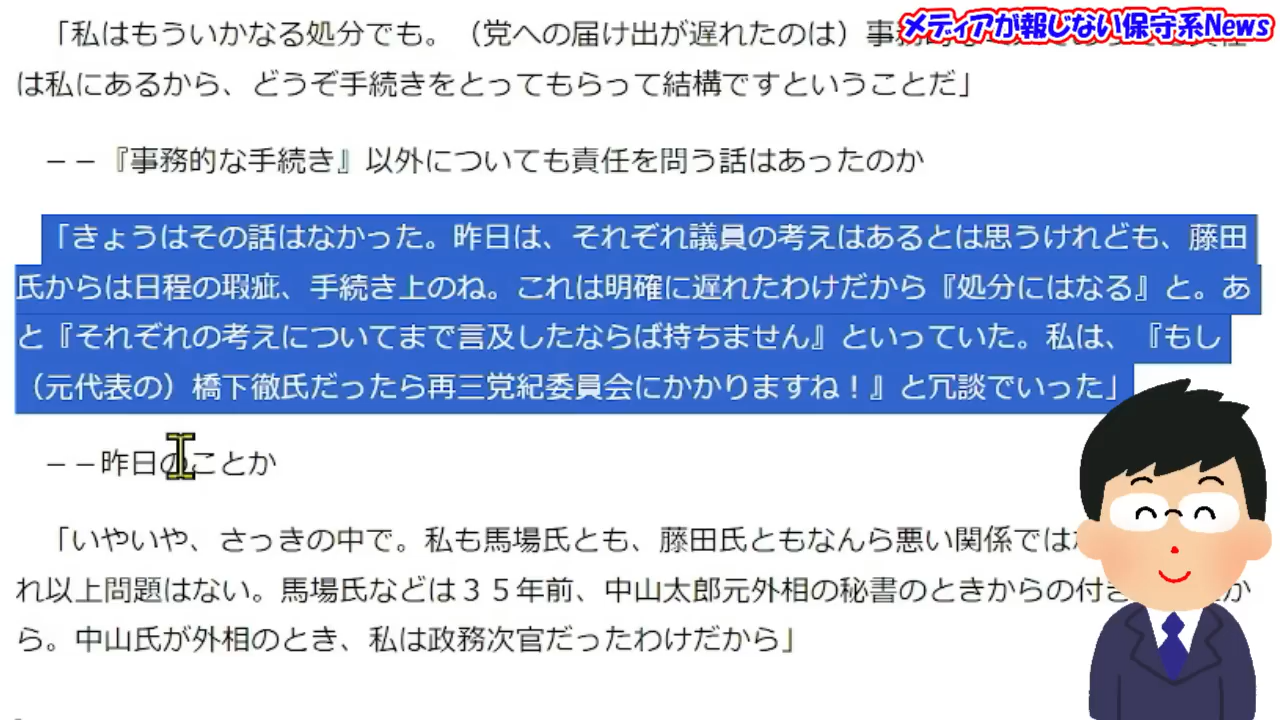 メディアが報じない保守系News
「私はもういかなる処分でも。（党への届け出が遅れたのは）事
は私にあるから、どうぞ手続きをとってもらって結構ですということだ」
――『事務的な手続き』以外についても責任を問う話はあったのか
「きょうはその話はなかった。昨日は、それぞれ議員の考えはあるとは思うけれども、藤田
氏からは日程の瑕疵、手続き上のね。これは明確に遅れたわけだから『処分にはなる』と。あ
と『それぞれの考えについてまで言及したならば持ちません』といっていた。私は、『もし
（元代表の）橋下徹氏だったら再三党紀委員会にかかりますね！』と冗談でいった」
――昨日のことか
「いやいや、さっきの中で。私も馬場氏とも、藤田氏ともなんら悪い関係では
れ以上問題はない。馬場氏などは３５年前、中山太郎元外相の秘書のときからの付き
ら。中山氏が外相のとき、私は政務次官だったわけだから」